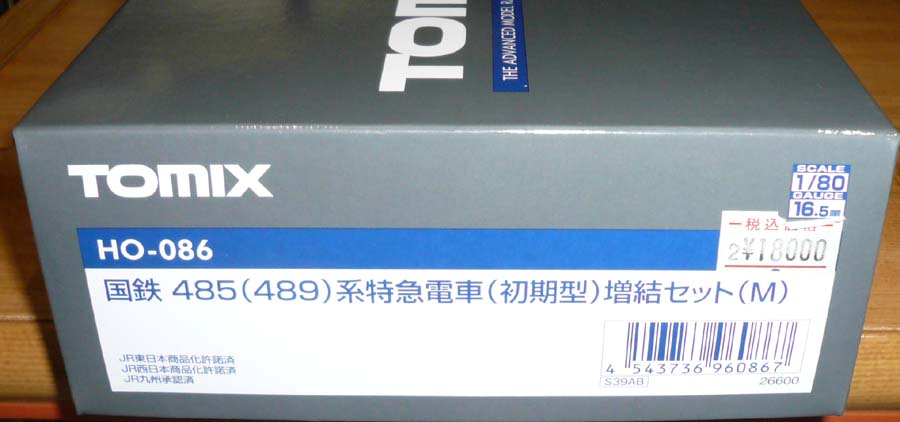 TOMIX
THE ADVANCED MODEL
TOMIX
SCALE
1/80
GAUGE
16.5
HO-086
税込
¥18000
国鉄 485(489)系特急電車(初期型)増結セット(M)
JR東日本商品化許諾済
JR西日本商品化許諾済
JR九州承認済
4 543736 960867
S39AB
26600